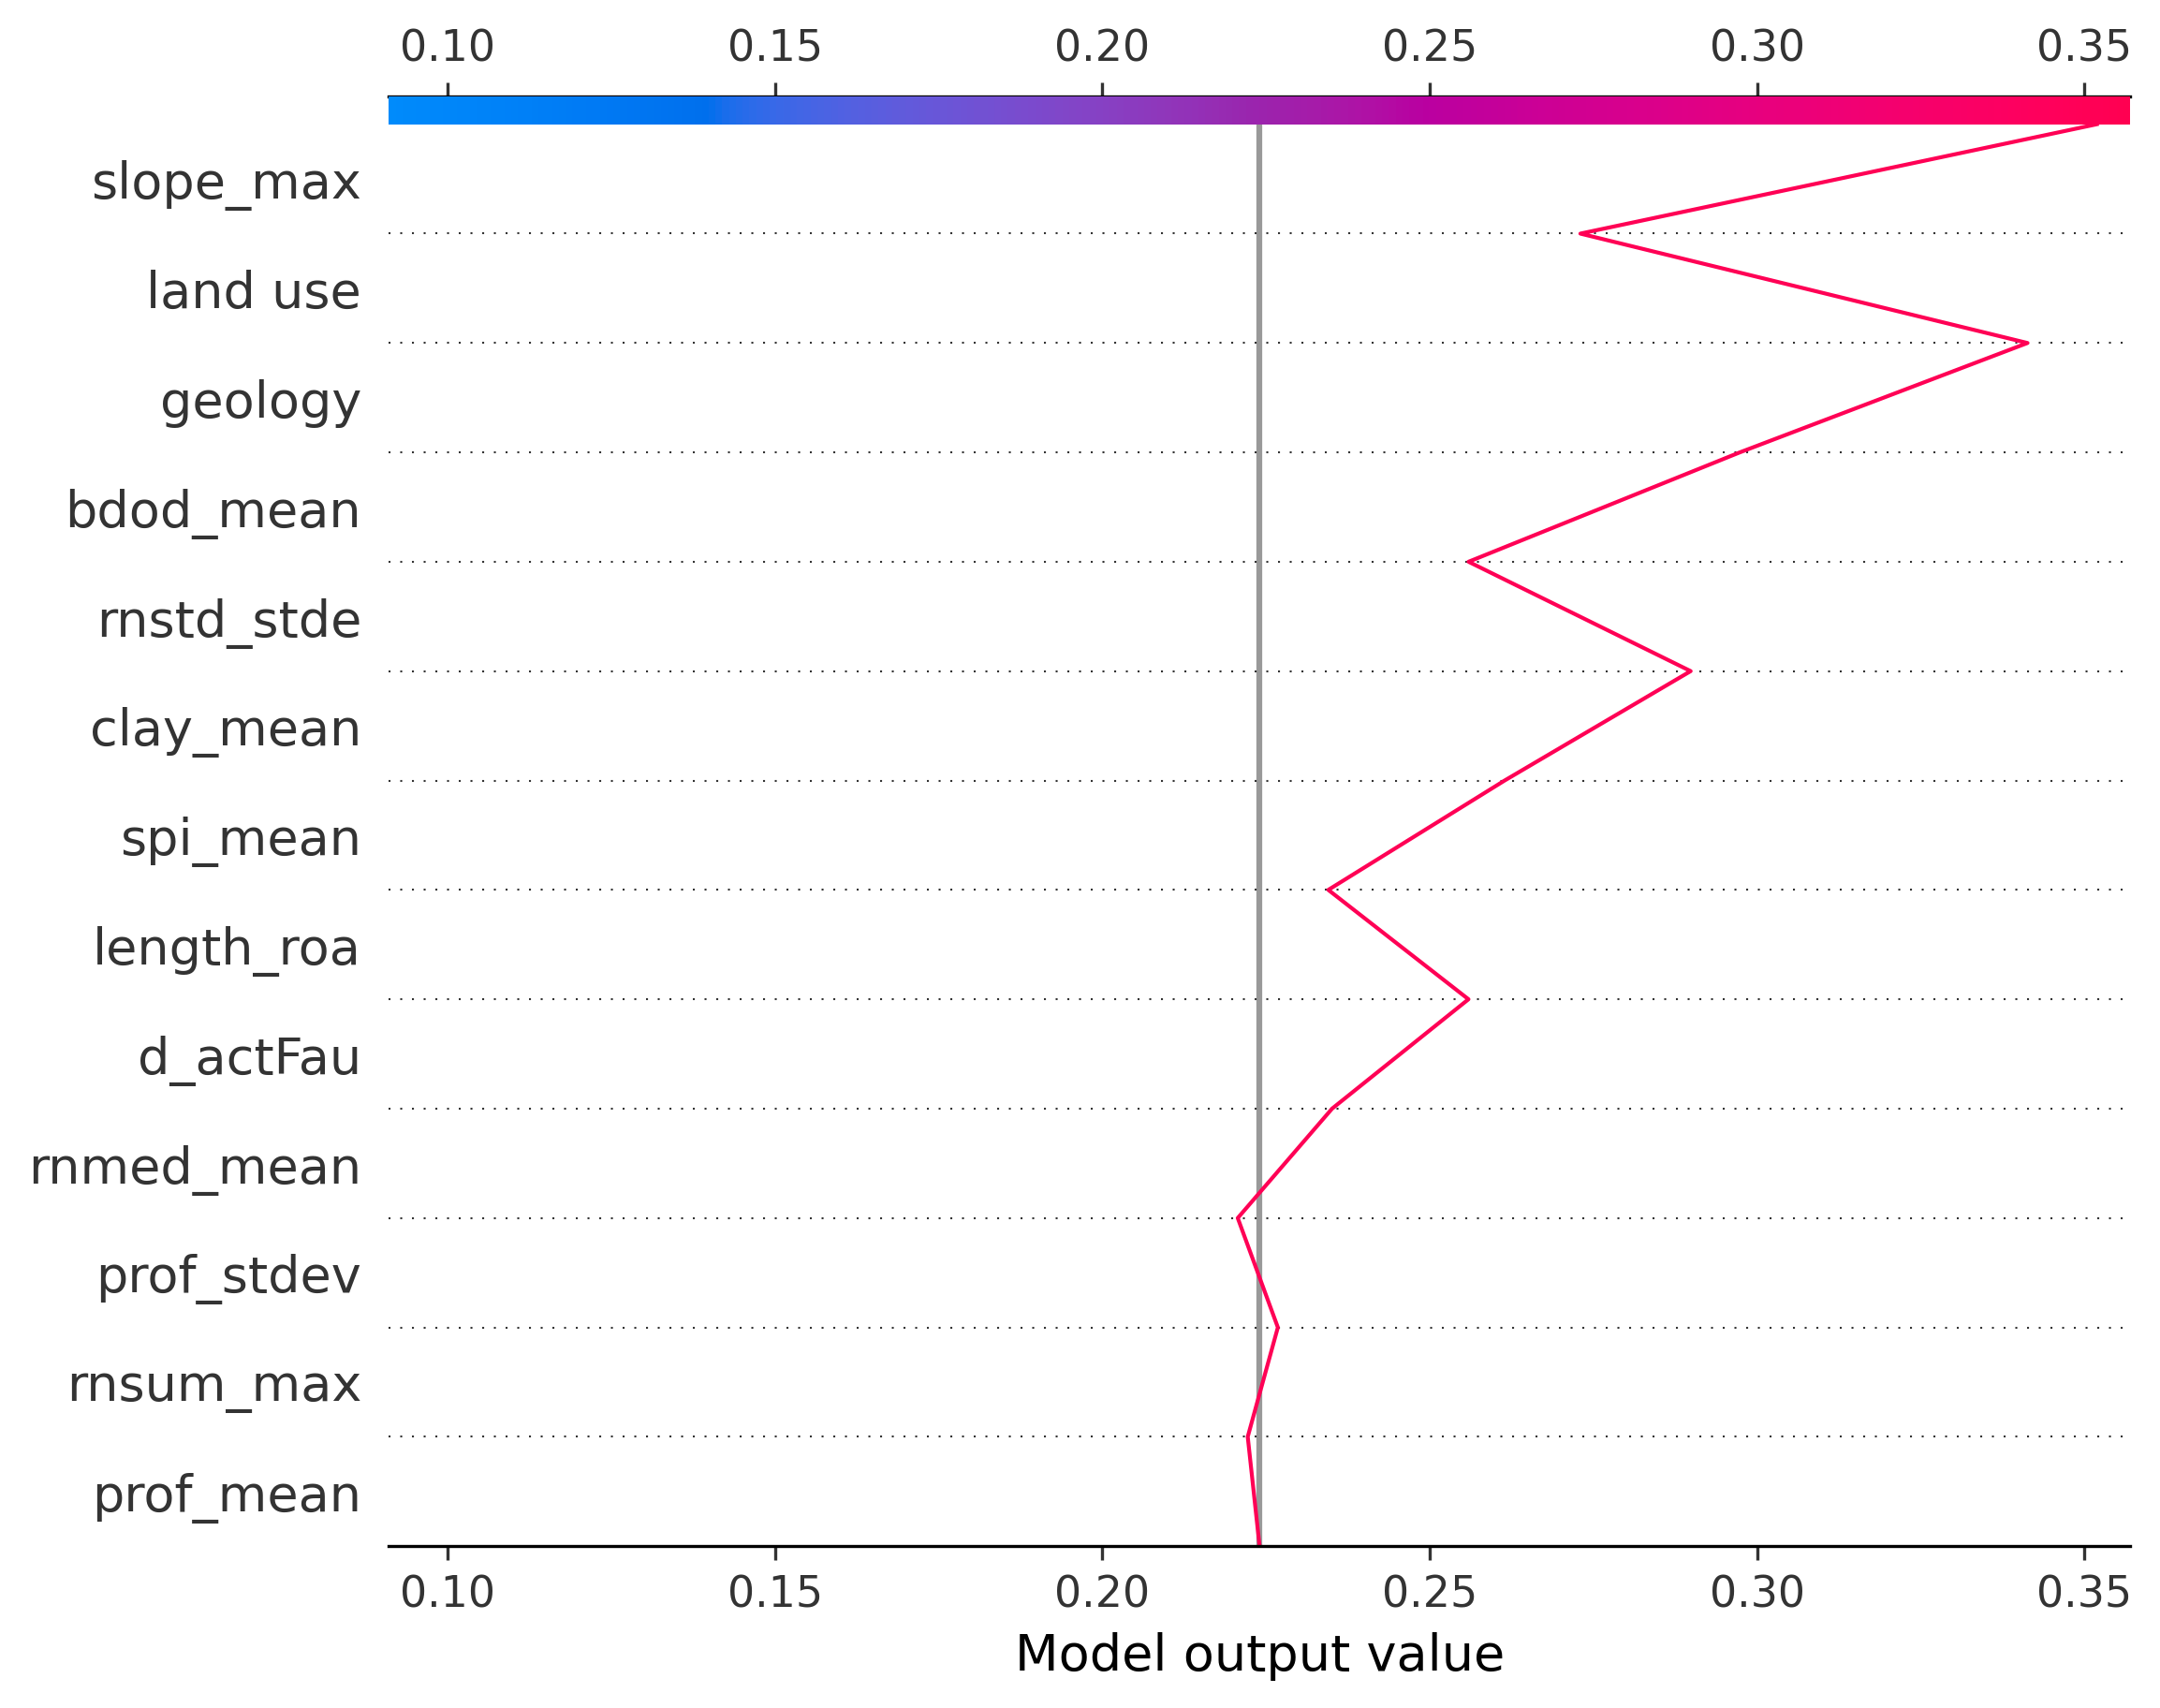 0.10 0.15 0.20 0.25 0.30 0.35
slope_max
land use
geology
bdod_mean
rnstd_stde
clay_mean
spi_mean
length_roa
d_actFau
rnmed_mean
prof_stdev
rnsum_max
prof_mean
0.10 0.15 0.20 0.25 0.30 0.35
Model output value